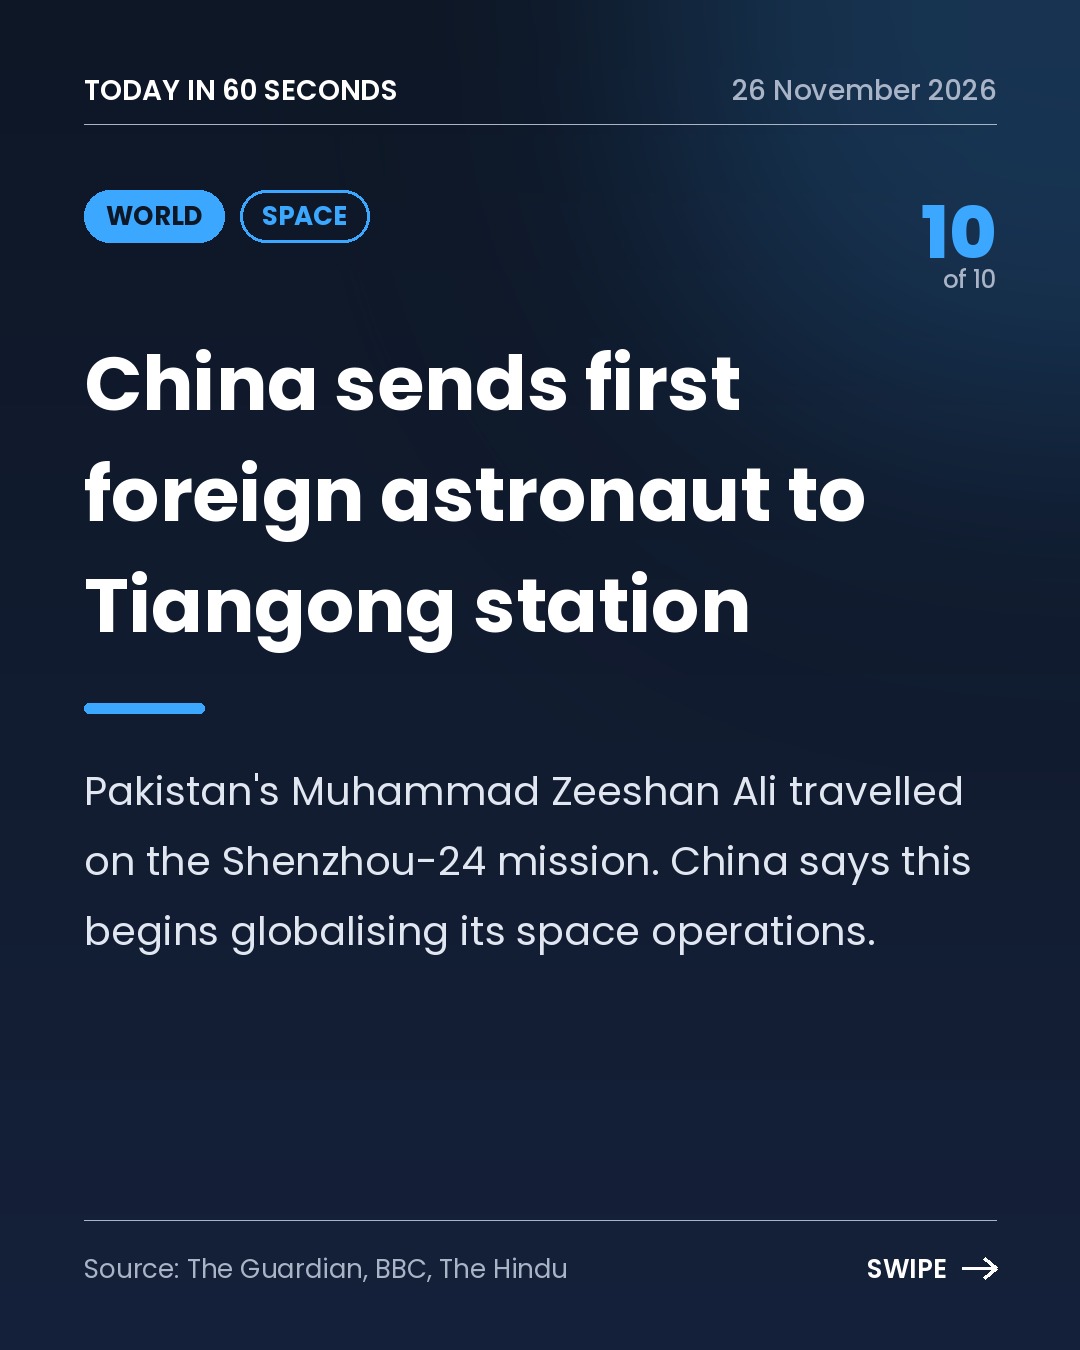 TODAY IN 60 SECONDS
26 November 2026
WORLD
SPACE
10
of 10
China sends first
foreign astronaut to
Tiangong station
Pakistan's Muhammad Zeeshan Ali travelled
on the Shenzhou-24 mission. China says this
begins globalising its space operations.
Source: The Guardian, BBC, The Hindu
SWIPE